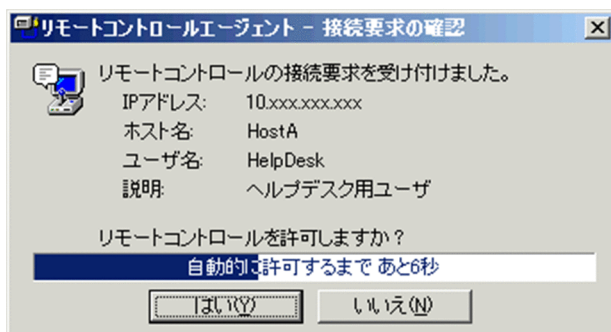 リモートコントロールエージェント - 接続要求の確認
リモートコントロールの接続要求を受け付けました。
IPアドレス: 10.xxx.xxx.xxx
ホスト名: HostA
ユーザ名: HelpDesk
説明: ヘルプデスク用ユーザ
リモートコントロールを許可しますか?
自動的に許可するまで あと6秒
はい(Y) いいえ(N)